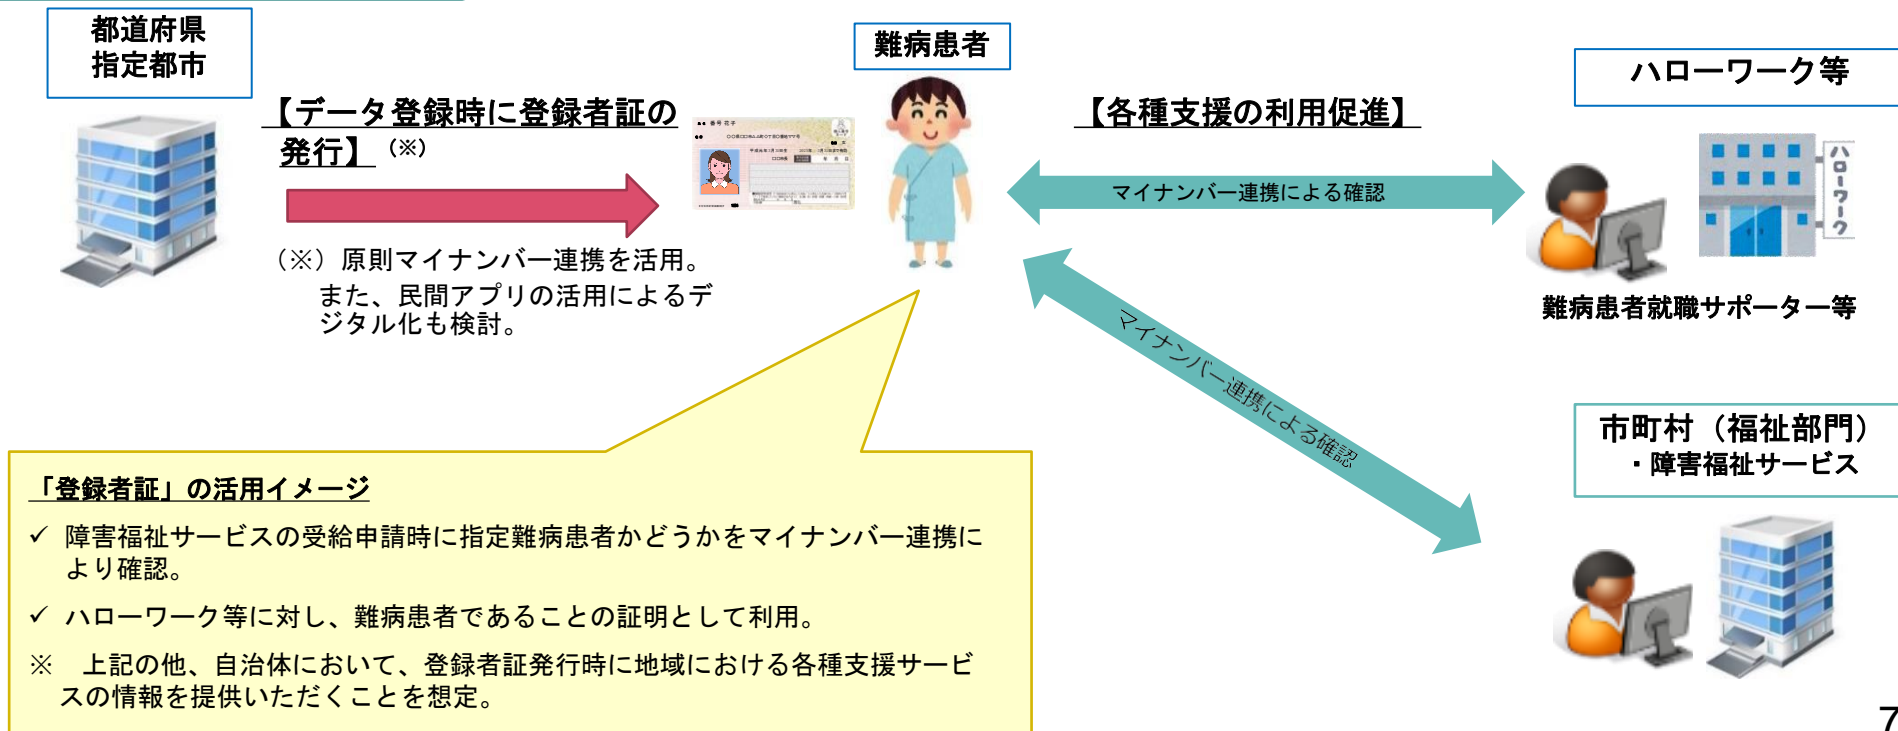 都道府県
指定都市
難病患者
ハローワーク等
【データ登録時に登録者証の
発行】（※）
番号 花子
【各種支援の利用促進】
マイナンバー連携による確認
ハローワーク
（※）原則マイナンバー連携を活用。
また、民間アプリの活用によるデ
ジタル化も検討。
難病患者就職サポーター等
マイナンバー連携による確認
市町村（福祉部門）
・障害福祉サービス
「登録者証」の活用イメージ
✓ 障害福祉サービスの受給申請時に指定難病患者かどうかをマイナンバー連携に
より確認。
✓ ハローワーク等に対し、難病患者であることの証明として利用。
※　上記の他、自治体において、登録者証発行時に地域における各種支援サービ
スの情報を提供いただくことを想定。
7